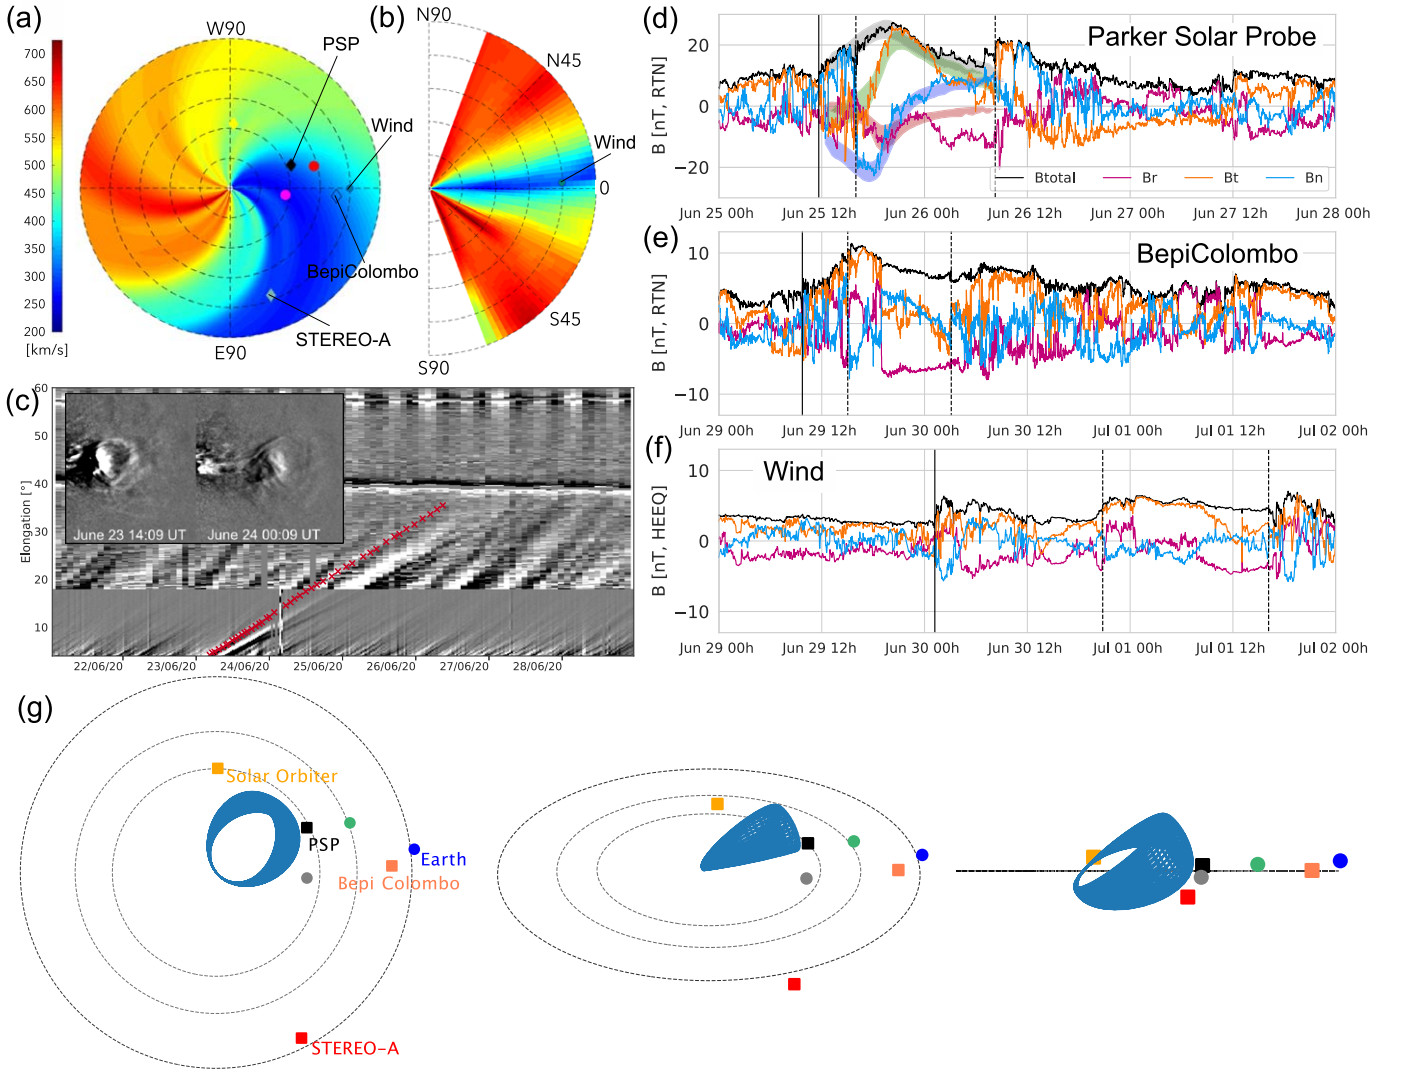 (a)
W90
PSP
(b)
N90
700
650
600
550
500
450
400
350
300
250
200
[km/s]
Wind
BepiColombo
STEREO-A
E90
N45
Wind
0
S45
S90
(c)
60
50
40
30
20
10
Elongation [°]
June 23 14:09 UT
June 24 00:09 UT
22/06/20 23/06/20 24/06/20 25/06/20 26/06/20 27/06/20 28/06/20
(d)
Parker Solar Probe
B [nT, RTN]
20
0
−20
Btotal Br Bt Bn
Jun 25 00h Jun 25 12h Jun 26 00h Jun 26 12h Jun 27 00h Jun 27 12h Jun 28 00h
(e)
BepiColombo
B [nT, RTN]
10
0
−10
Jun 29 00h Jun 29 12h Jun 30 00h Jun 30 12h Jul 01 00h Jul 01 12h Jul 02 00h
(f)
Wind
B [nT, HEEQ]
10
0
−10
Jun 29 00h Jun 29 12h Jun 30 00h Jun 30 12h Jul 01 00h Jul 01 12h Jul 02 00h
(g)
Solar Orbiter
PSP
Earth
Bepi Colombo
STEREO-A